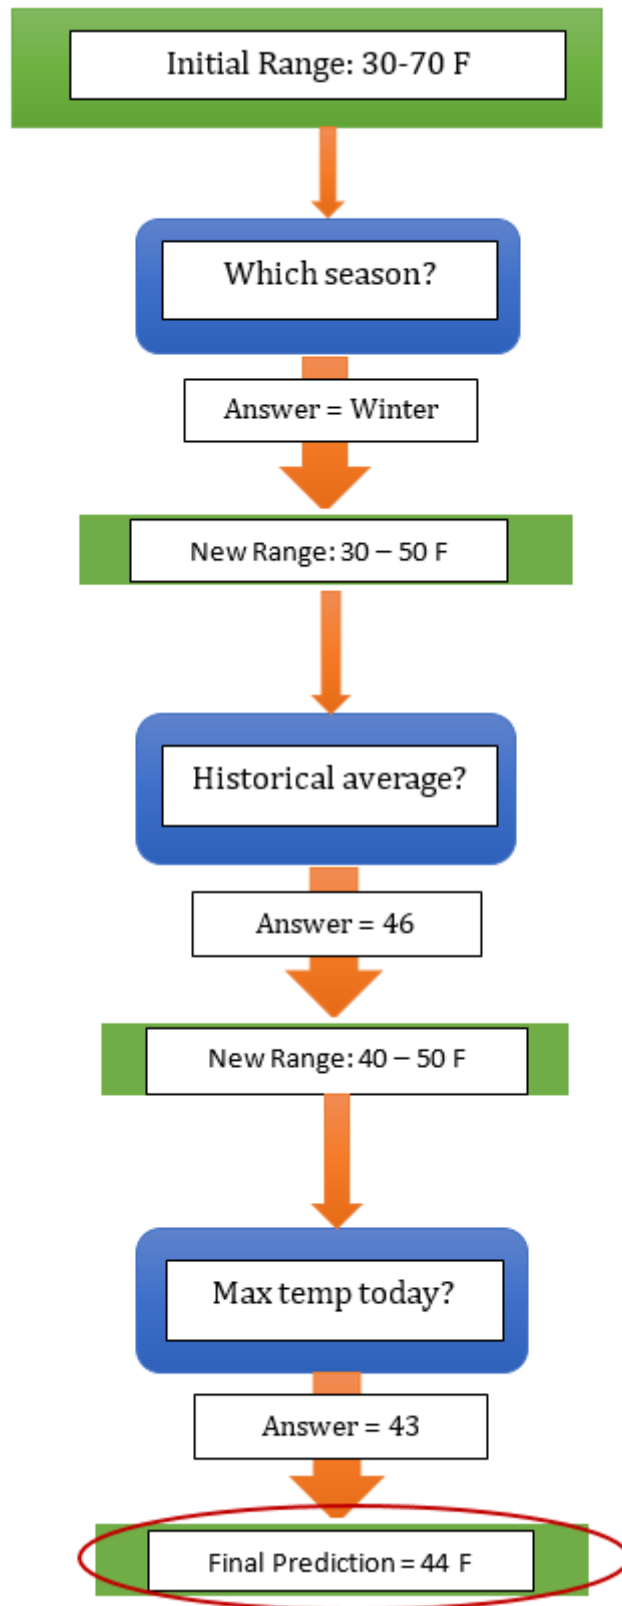 Initial Range: 30-70 F
Which season?
Answer = Winter
New Range: 30 – 50 F
Historical average?
Answer = 46
New Range: 40 – 50 F
Max temp today?
Answer = 43
Final Prediction = 44 F